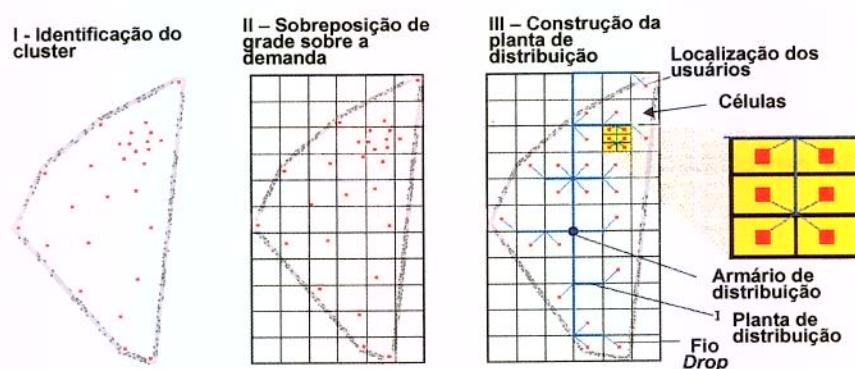 I - Identificação do
cluster
II – Sobreposição de
grade sobre a
demanda
III – Construção da
planta de
distribuição
Localização dos
usuários
Células
Armário de
distribuição
Planta de
distribuição
Fio
Drop